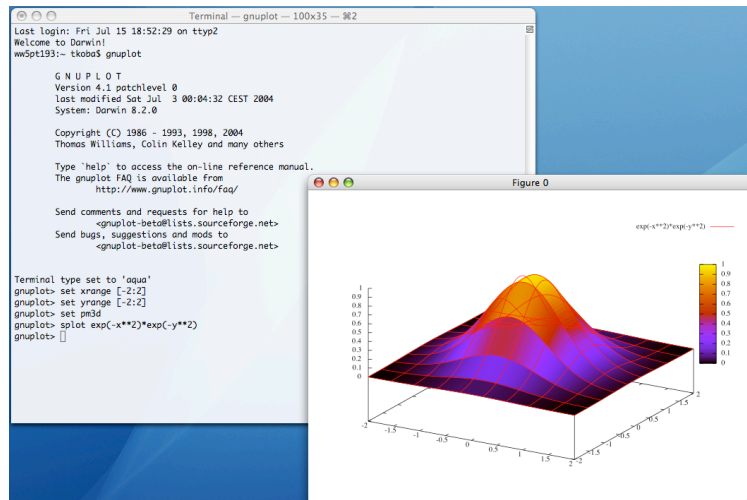 Terminal — gnuplot — 100x35 — ⌘2
Last login: Fri Jul 15 18:52:29 on ttyp2
Welcome to Darwin!
ww5pt193:~ tkoba$ gnuplot
G N U P L O T
Version 4.1 patchlevel 0
last modified Sat Jul  3 00:04:32 CEST 2004
System: Darwin 8.2.0
Copyright (C) 1986 - 1993, 1998, 2004
Thomas Williams, Colin Kelley and many others
Type `help` to access the on-line reference manual.
The gnuplot FAQ is available from
http://www.gnuplot.info/faq/
Send comments and requests for help to
<gnuplot-beta@lists.sourceforge.net>
Send bugs, suggestions and mods to
<gnuplot-beta@lists.sourceforge.net>
Terminal type set to 'aqua'
gnuplot> set xrange [-2:2]
gnuplot> set yrange [-2:2]
gnuplot> set pm3d
gnuplot> splot exp(-x**2)*exp(-y**2)
gnuplot>
Figure 0
exp(-x**2)*exp(-y**2)
1
0.9
0.8
0.7
0.6
0.5
0.4
0.3
0.2
0.1
0
1
0.9
0.8
0.7
0.6
0.5
0.4
0.3
0.2
0.1
0
-2
-1.5
-1
-0.5
0
0.5
1
1.5
2
-2
-1.5
-1
-0.5
0
0.5
1
1.5
2